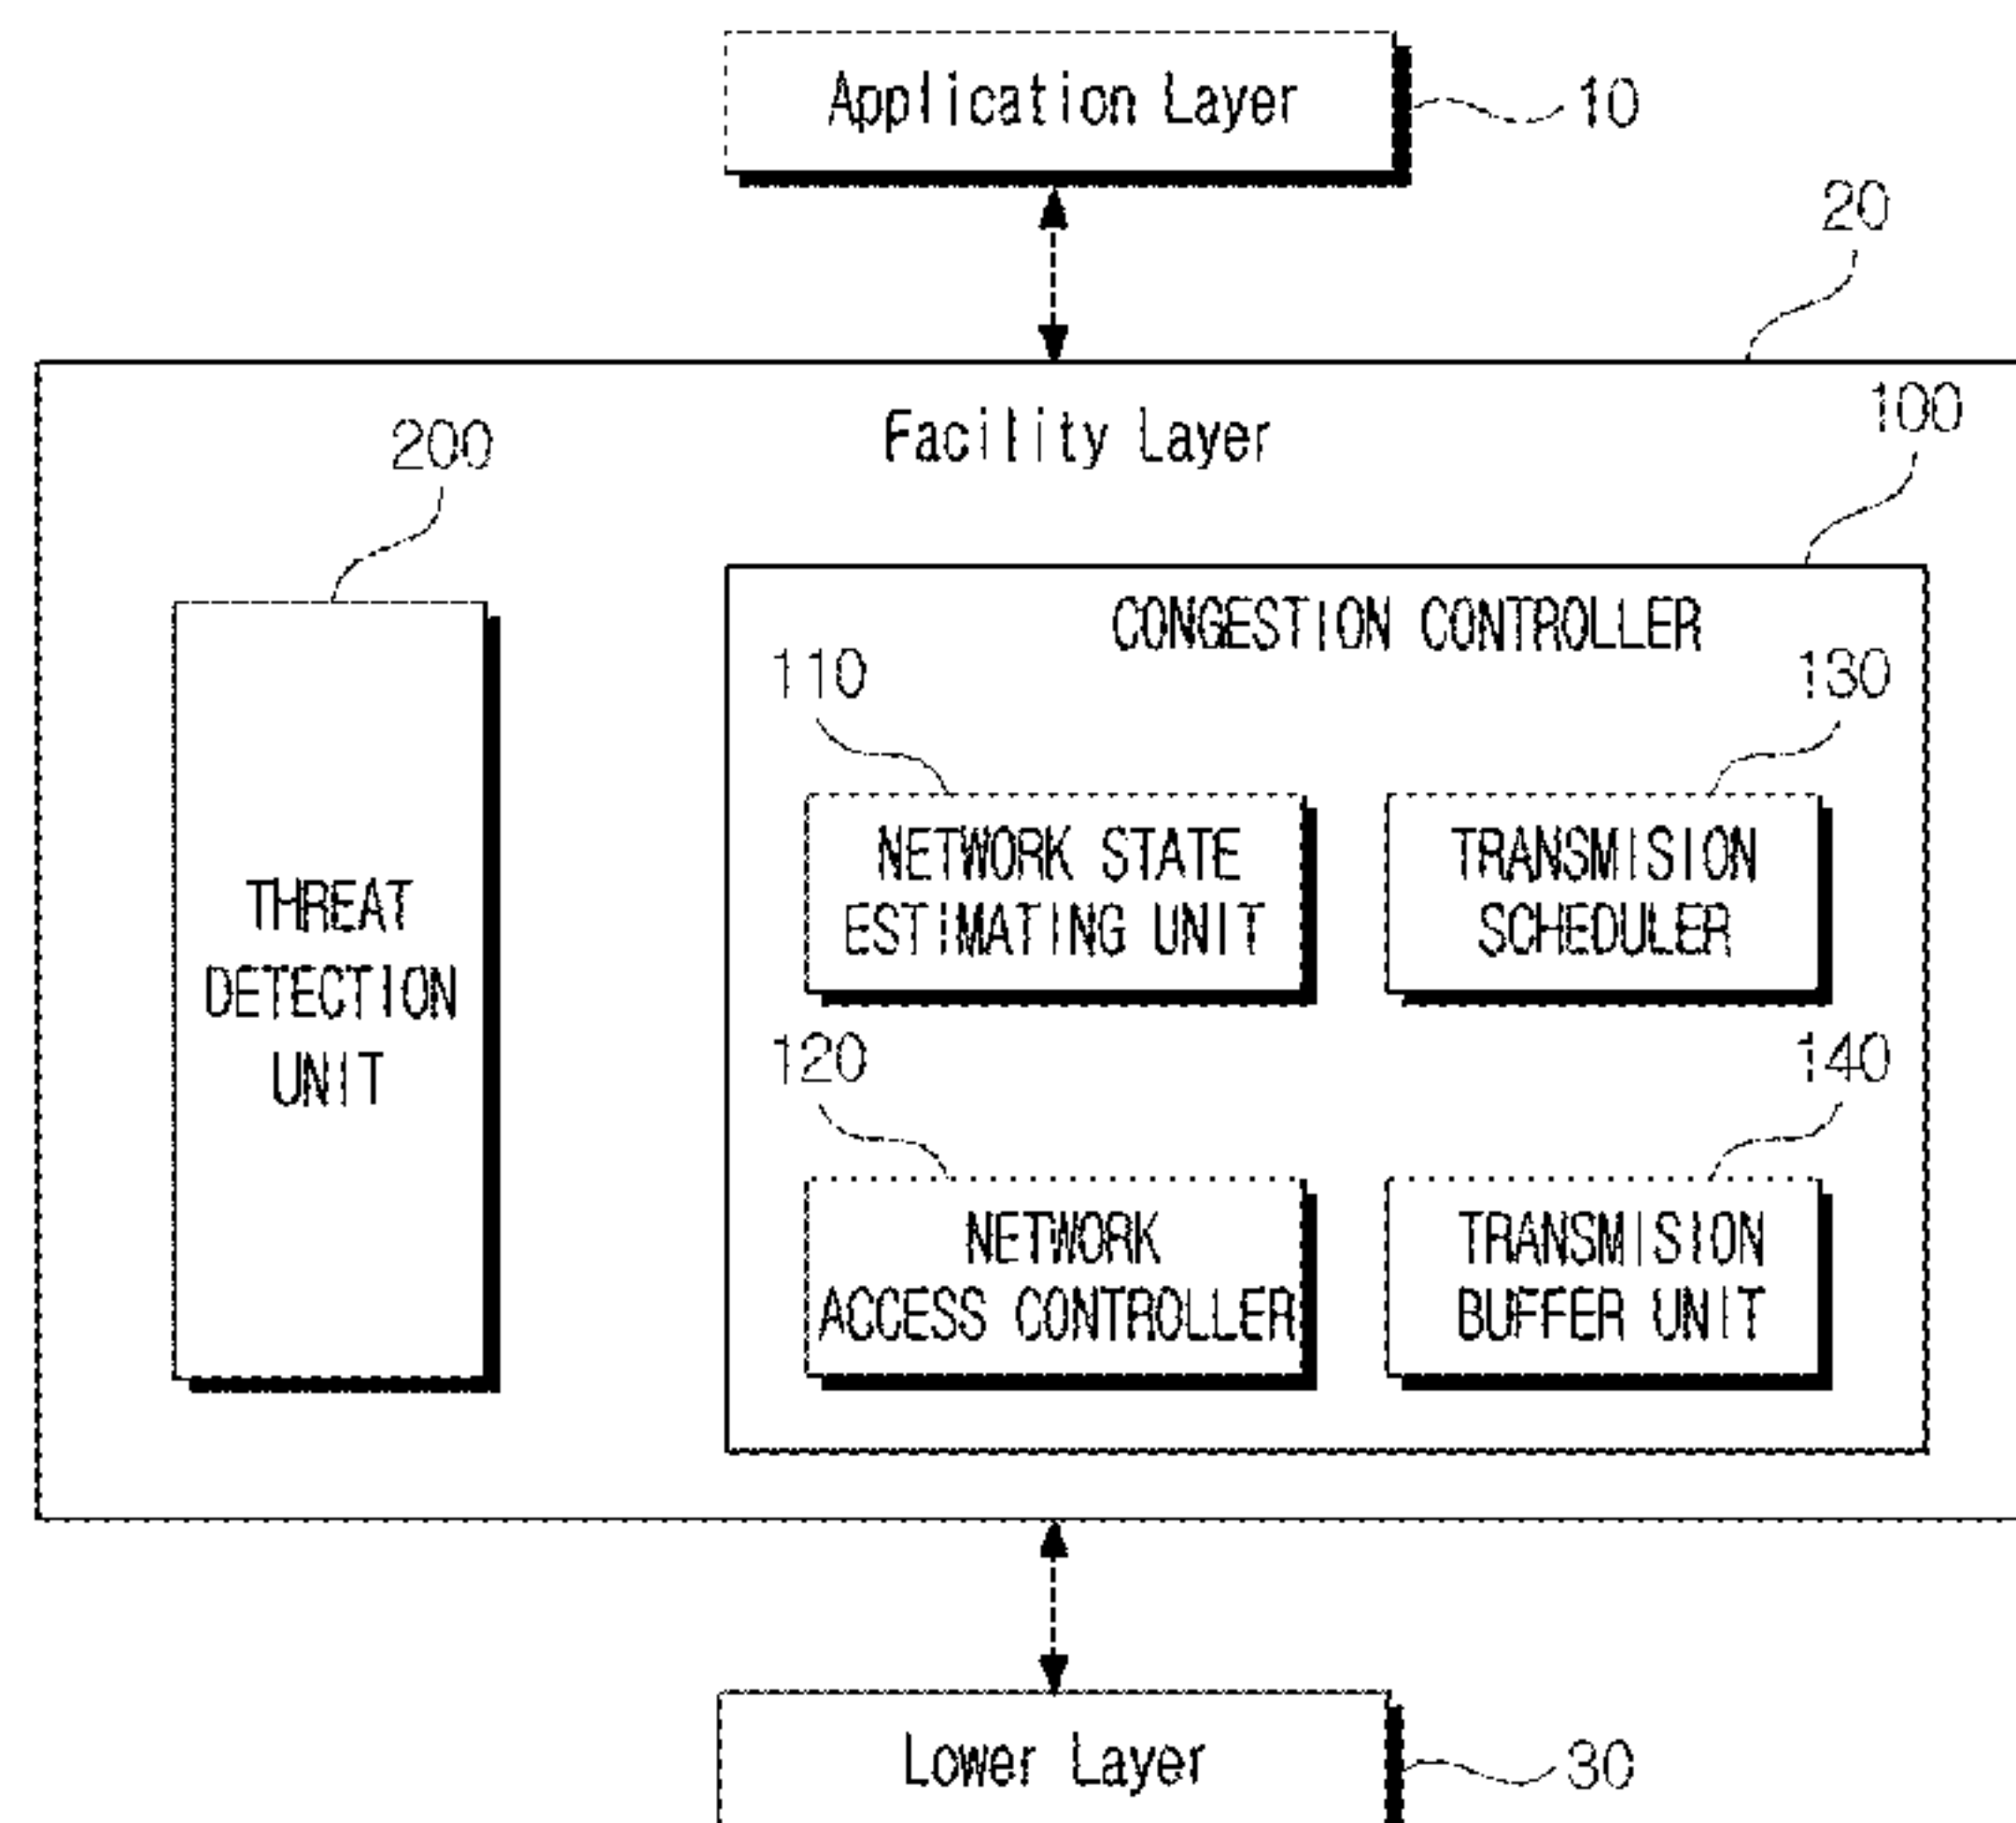 Application Layer
10
20
Facility Layer
100
200
CONGESTION CONTROLLER
110
130
NETWORK STATE
ESTIMATING UNIT
TRANSMISION
SCHEDULER
THREAT
DETECTION
UNIT
120
140
NETWORK
ACCESS CONTROLLER
TRANSMISION
BUFFER UNIT
Lower Layer
30